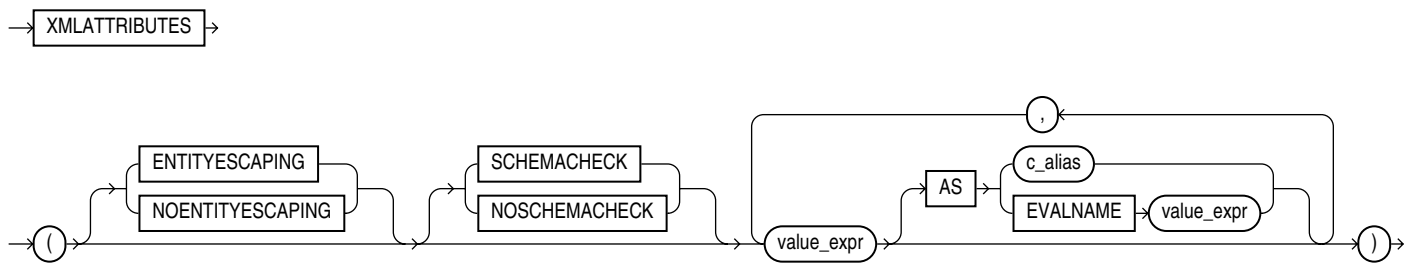 XMLATTRIBUTES
,
ENTITYESCAPING
SCHEMACHECK
c_alias
AS
NOENTITYESCAPING
NOSCHEMACHECK
EVALNAME
value_expr
(
value_expr
)